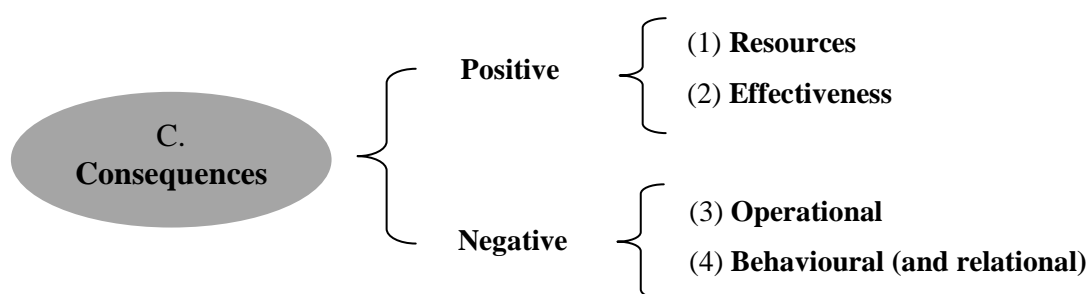 C.
Consequences
Positive
(1) Resources
(2) Effectiveness
Negative
(3) Operational
(4) Behavioural (and relational)